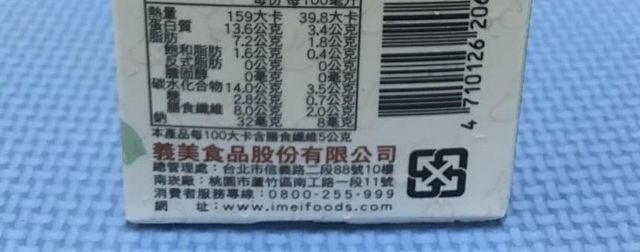 每份 每100毫升
熱量 159大卡 39.8大卡
蛋白質 13.6公克 3.4公克
脂肪 7.2公克 1.8公克
飽和脂肪 1.6公克 0.4公克
反式脂肪 0公克 0公克
膽固醇 0毫克 0毫克
碳水化合物 14.0公克 3.5公克
糖 2.8公克 0.7公克
膳食纖維 8.0公克 2.0公克
鈉 32毫克 8毫克
本產品每100大卡含膳食纖維5公克
義美食品股份有限公司
總管理處：台北市信義路二段88號10樓
南崁廠：桃園市蘆竹區南工路一段11號
消費者服務專線：0800-255-999
網 址：www.imeifoods.com
4 710126 206